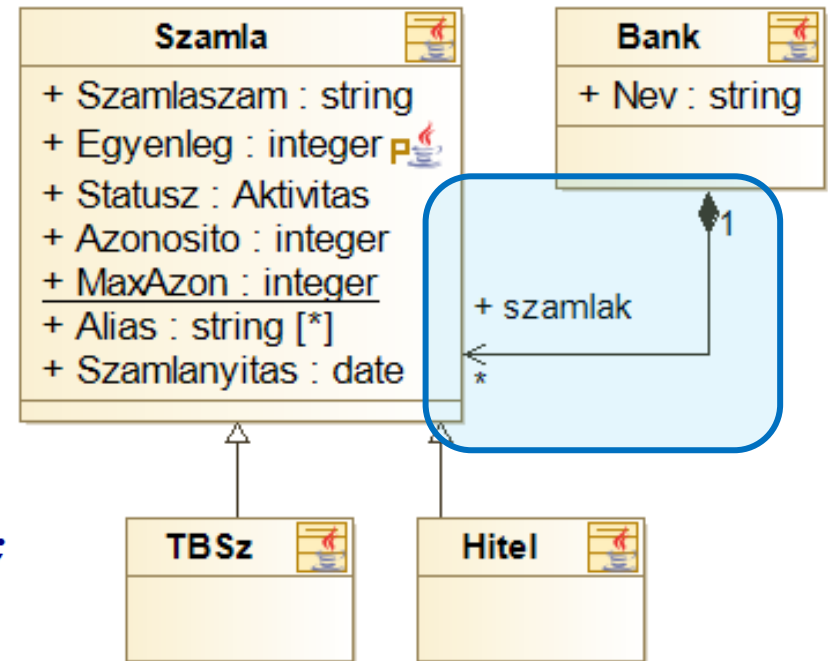 Szamla
+ Szamlaszam : string
+ Egyenleg : integer
+ Statusz : Aktivitas
+ Azonosito : integer
+ MaxAzon : integer
+ Alias : string [*]
+ Szamlanyitas : date
Bank
+ Nev : string
1
+ szamlak
*
;
TBSz
Hitel